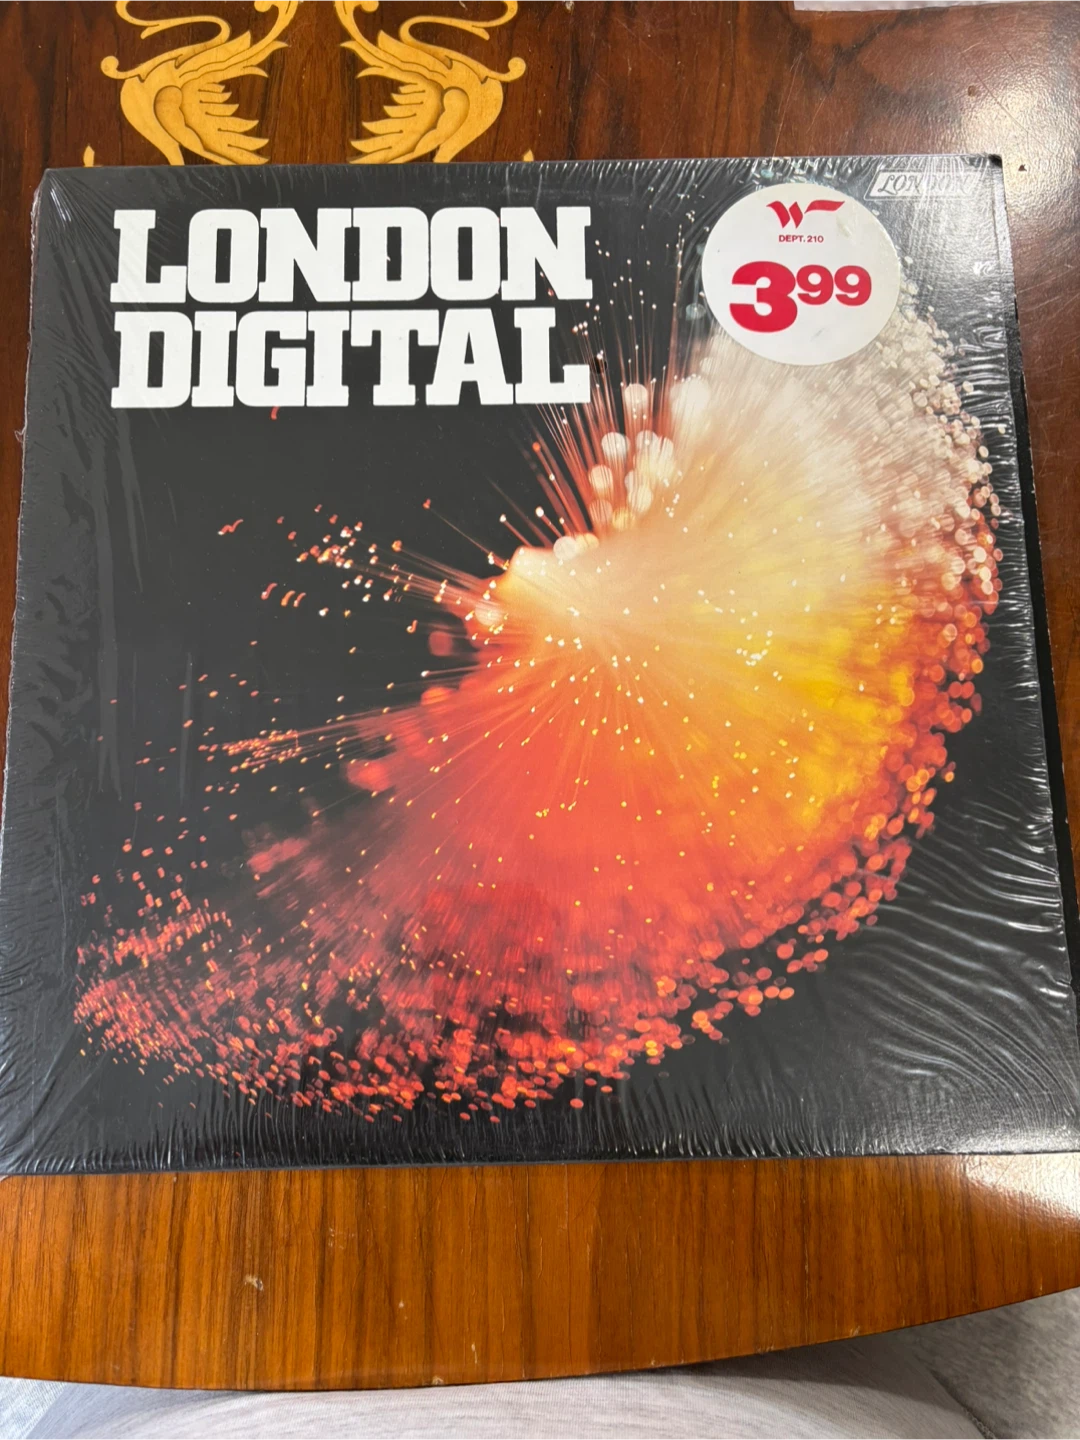 LONDON
W
DEPT. 210
3.99
LONDON
DIGITAL